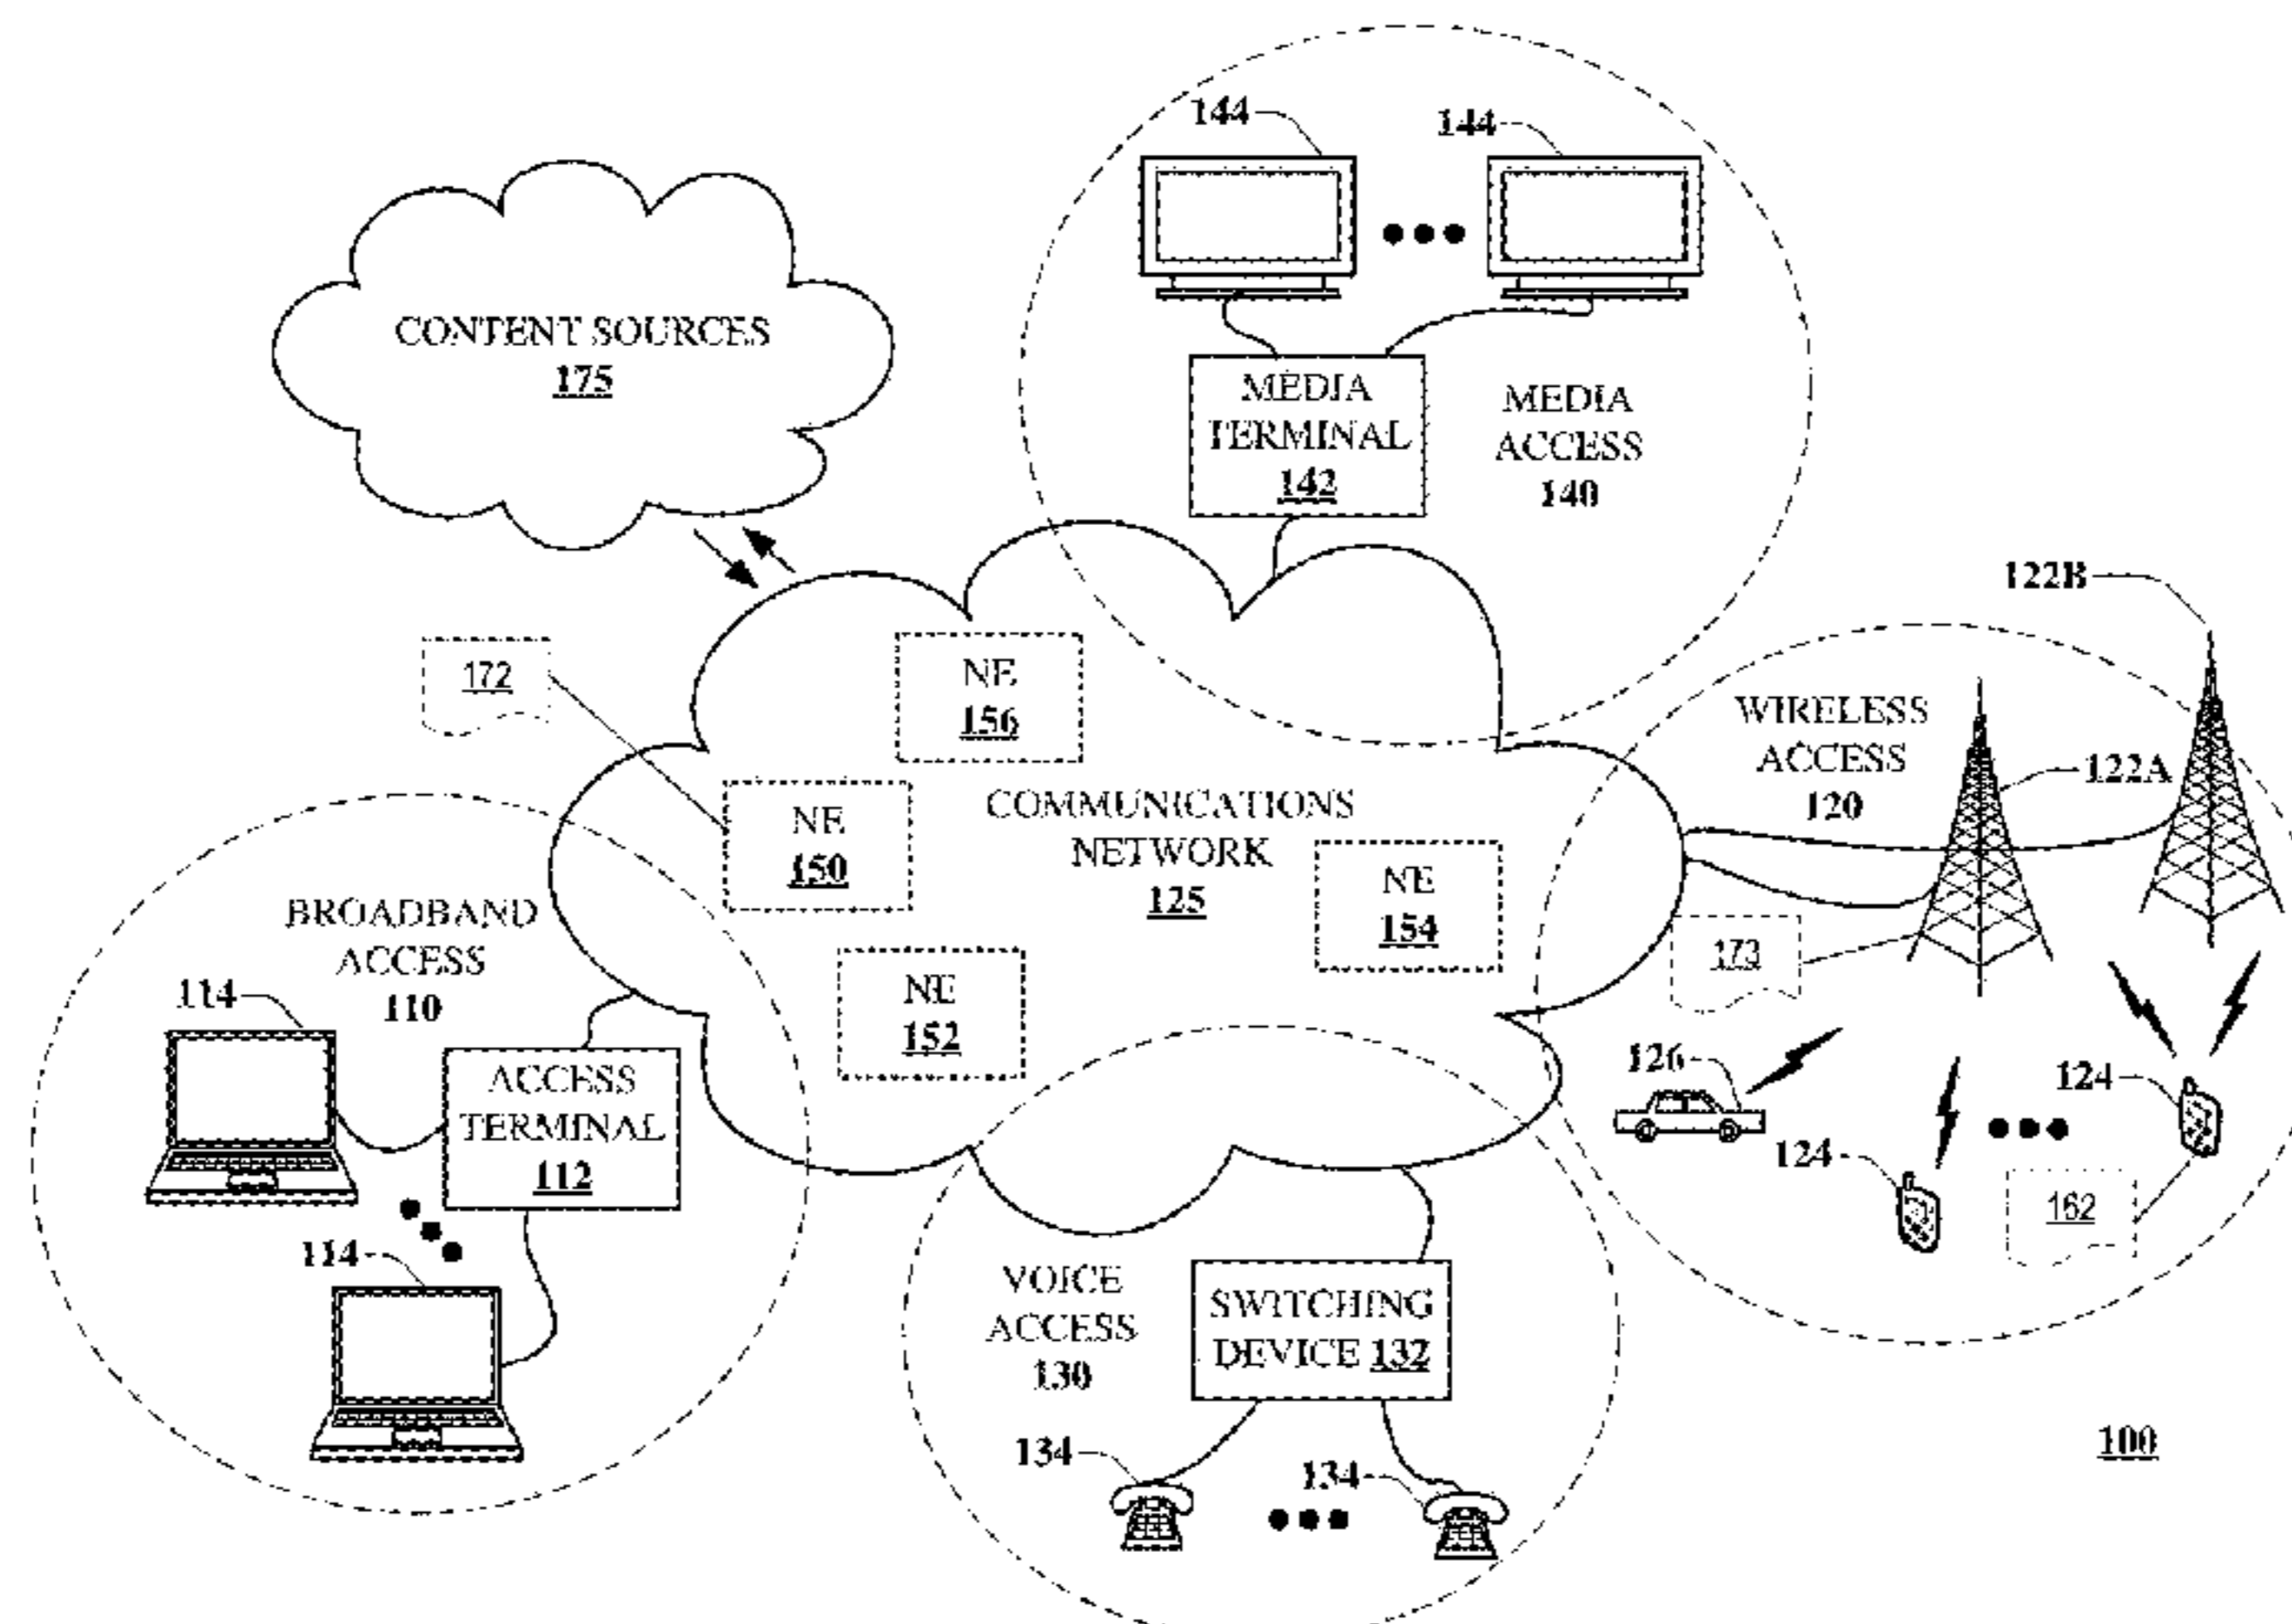 144
144
CONTENT SOURCES
175
MEDIA
TERMINAL
142
MEDIA
ACCESS
140
122B
172
NE
156
WIRELESS
ACCESS
120
122A
NE
150
COMMUNICATIONS
NETWORK
125
NE
154
BROADBAND
ACCESS
110
173
114
NE
152
ACCESS
TERMINAL
112
126
124
124
162
114
VOICE
ACCESS
130
SWITCHING
DEVICE 132
134
134
100